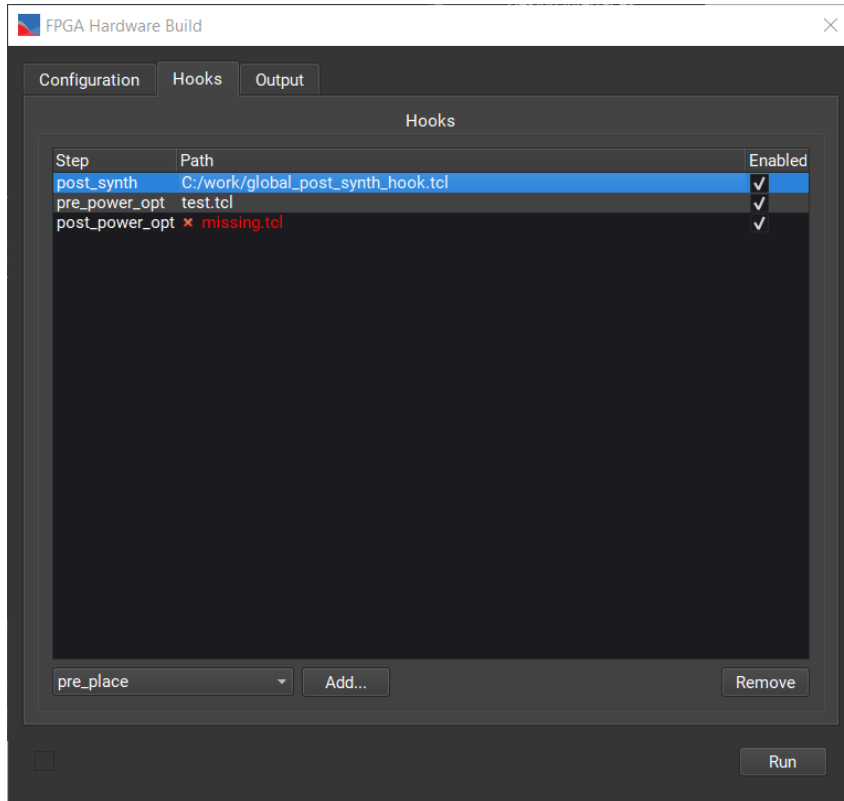 FPGA Hardware Build
Configuration Hooks Output
Hooks
Step Path Enabled
post_synth C:/work/global_post_synth_hook.tcl
pre_power_opt test.tcl
post_power_opt missing.tcl
pre_place Add... Remove
Run